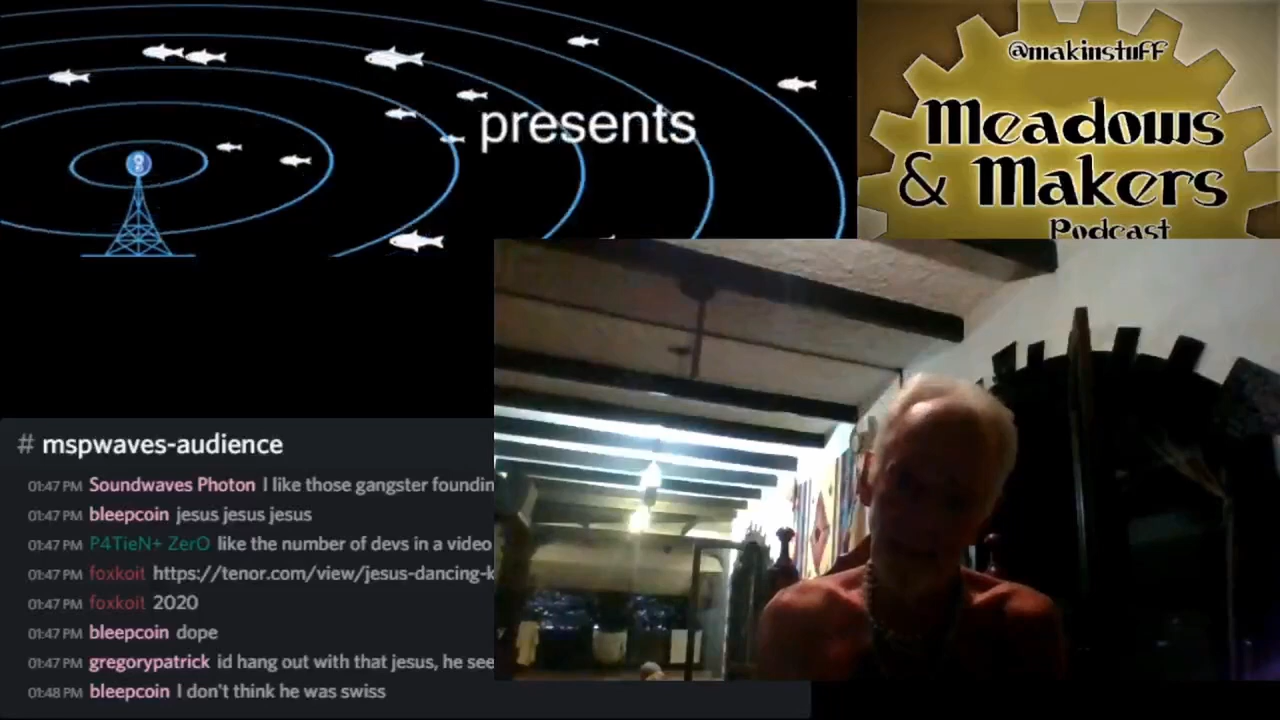 presents
@makinstuff
Meadows
& Makers
Podcast
# mspwaves-audience
01:47 PM Soundwaves Photon I like those gangster foundin
01:47 PM bleepcoin jesus jesus jesus
01:47 PM P4TieN+ ZerO like the number of devs in a video
01:47 PM foxkoit https://tenor.com/view/jesus-dancing-k
01:47 PM foxkoit 2020
01:47 PM bleepcoin dope
01:47 PM gregorypatrick id hang out with that jesus, he see
01:48 PM bleepcoin I don't think he was swiss